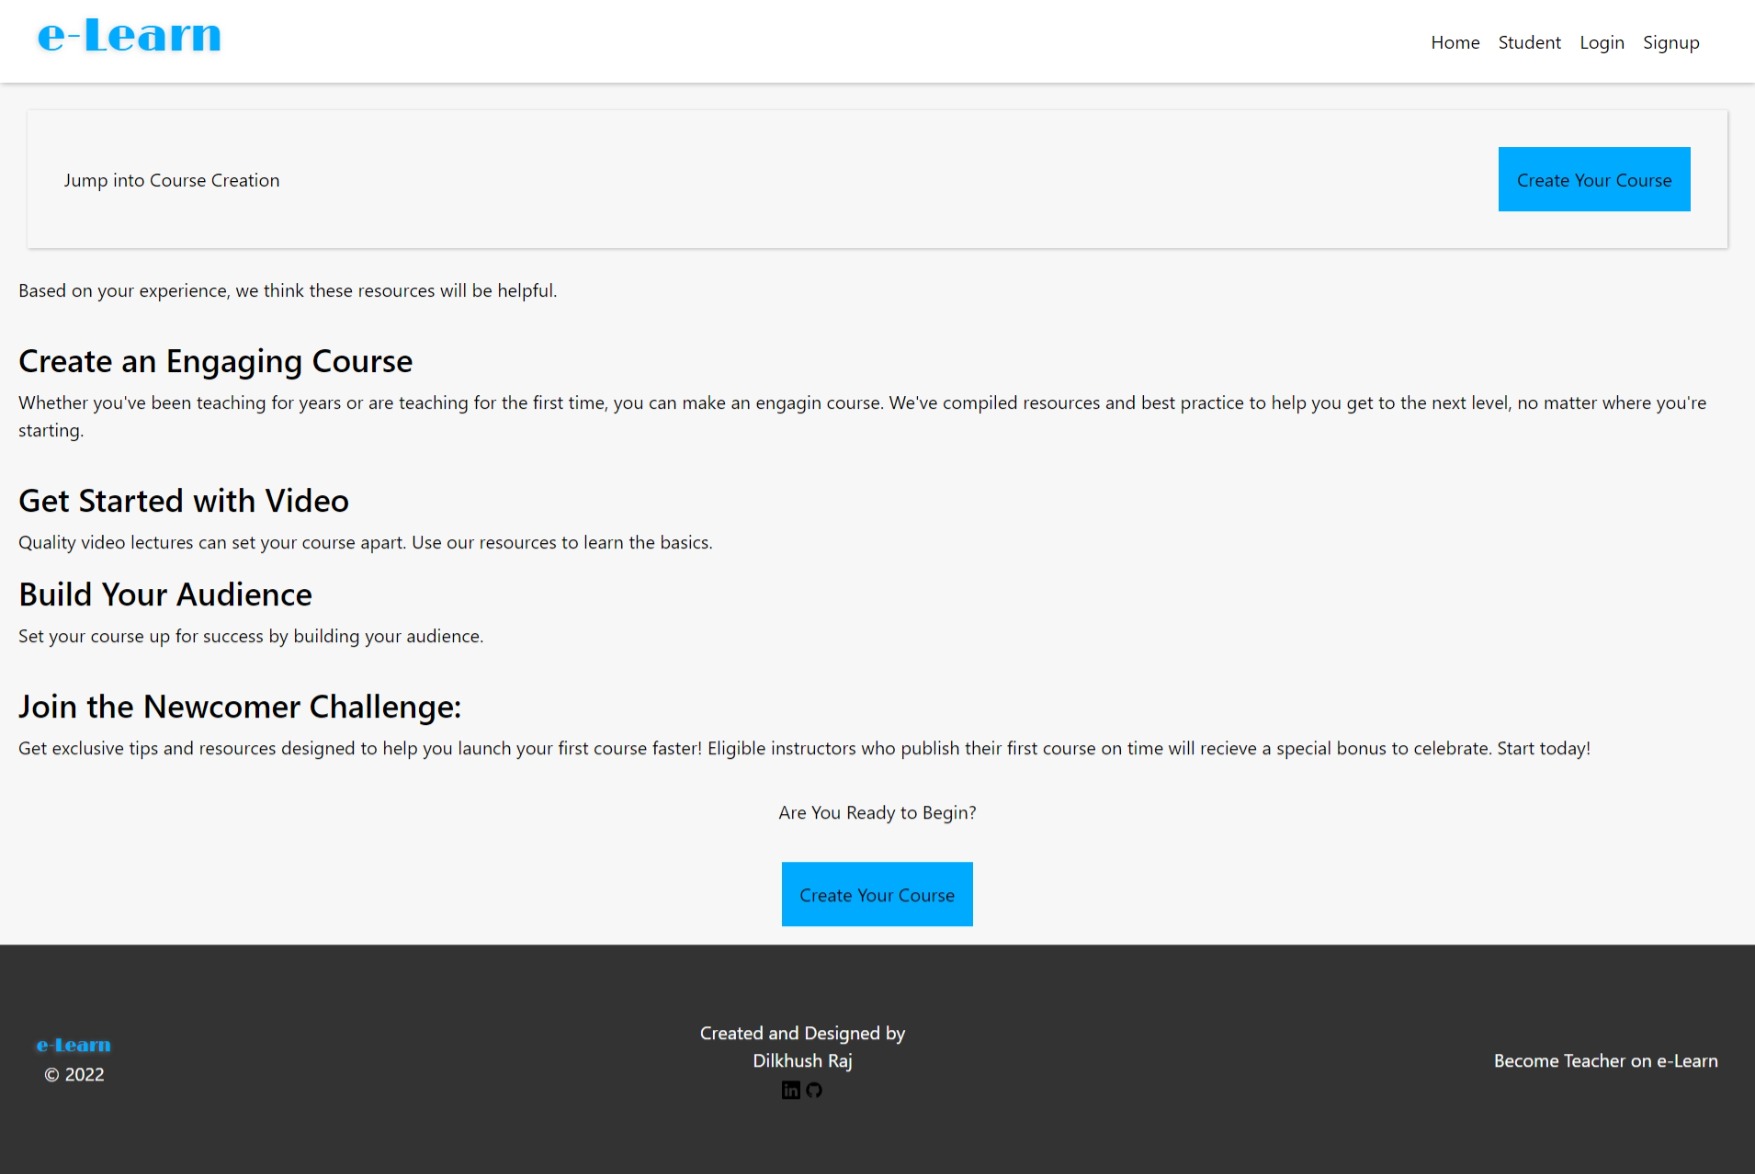 e-Learn
Home Student Login Signup
Jump into Course Creation
Create Your Course
Based on your experience, we think these resources will be helpful.
Create an Engaging Course
Whether you've been teaching for years or are teaching for the first time, you can make an engagin course. We've compiled resources and best practice to help you get to the next level, no matter where you're
starting.
Get Started with Video
Quality video lectures can set your course apart. Use our resources to learn the basics.
Build Your Audience
Set your course up for success by building your audience.
Join the Newcomer Challenge:
Get exclusive tips and resources designed to help you launch your first course faster! Eligible instructors who publish their first course on time will recieve a special bonus to celebrate. Start today!
Are You Ready to Begin?
Create Your Course
e-Learn
© 2022
Created and Designed by
Dilkhush Raj
in
Become Teacher on e-Learn